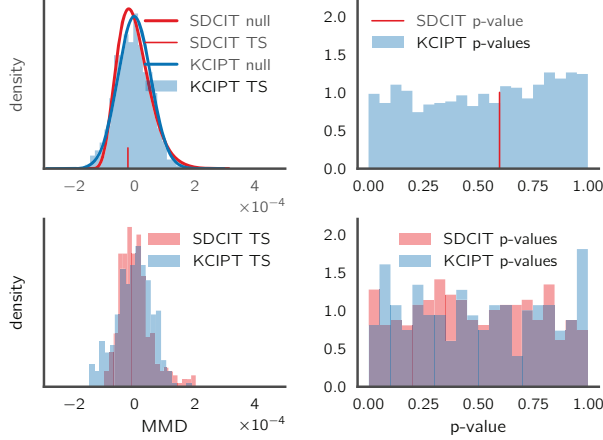 density
SDCIT null
SDCIT TS
KCIPT null
KCIPT TS
−2 0 2 4
×10⁻⁴
2.0
1.5
1.0
0.5
0.0
SDCIT p-value
KCIPT p-values
0.00 0.25 0.50 0.75 1.00
density
SDCIT TS
KCIPT TS
−2 0 2 4
MMD ×10⁻⁴
2.0
1.5
1.0
0.5
0.0
SDCIT p-values
KCIPT p-values
0.00 0.25 0.50 0.75 1.00
p-value